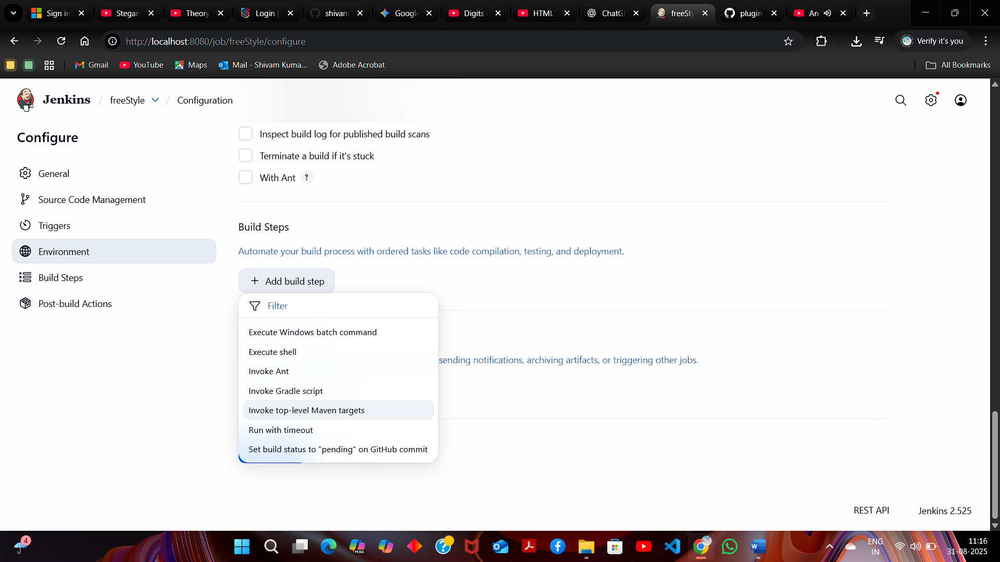 Sign in
Stegan
Theory
Login |
shivam
Google
Digits
HTML
ChatG
freeSty
plugin
An
http://localhost:8080/job/freeStyle/configure
Verify it's you
Gmail
YouTube
Maps
Mail - Shivam Kuma...
Adobe Acrobat
All Bookmarks
Jenkins / freeStyle / Configuration
Configure
General
Source Code Management
Triggers
Environment
Build Steps
Post-build Actions
Inspect build log for published build scans
Terminate a build if it's stuck
With Ant ?
Build Steps
Automate your build process with ordered tasks like code compilation, testing, and deployment.
+ Add build step
Filter
Execute Windows batch command
Execute shell
Invoke Ant
Invoke Gradle script
Invoke top-level Maven targets
Run with timeout
Set build status to "pending" on GitHub commit
sending notifications, archiving artifacts, or triggering other jobs.
REST API
Jenkins 2.525
4
M365
ENG
IN
11:16
31-08-2025